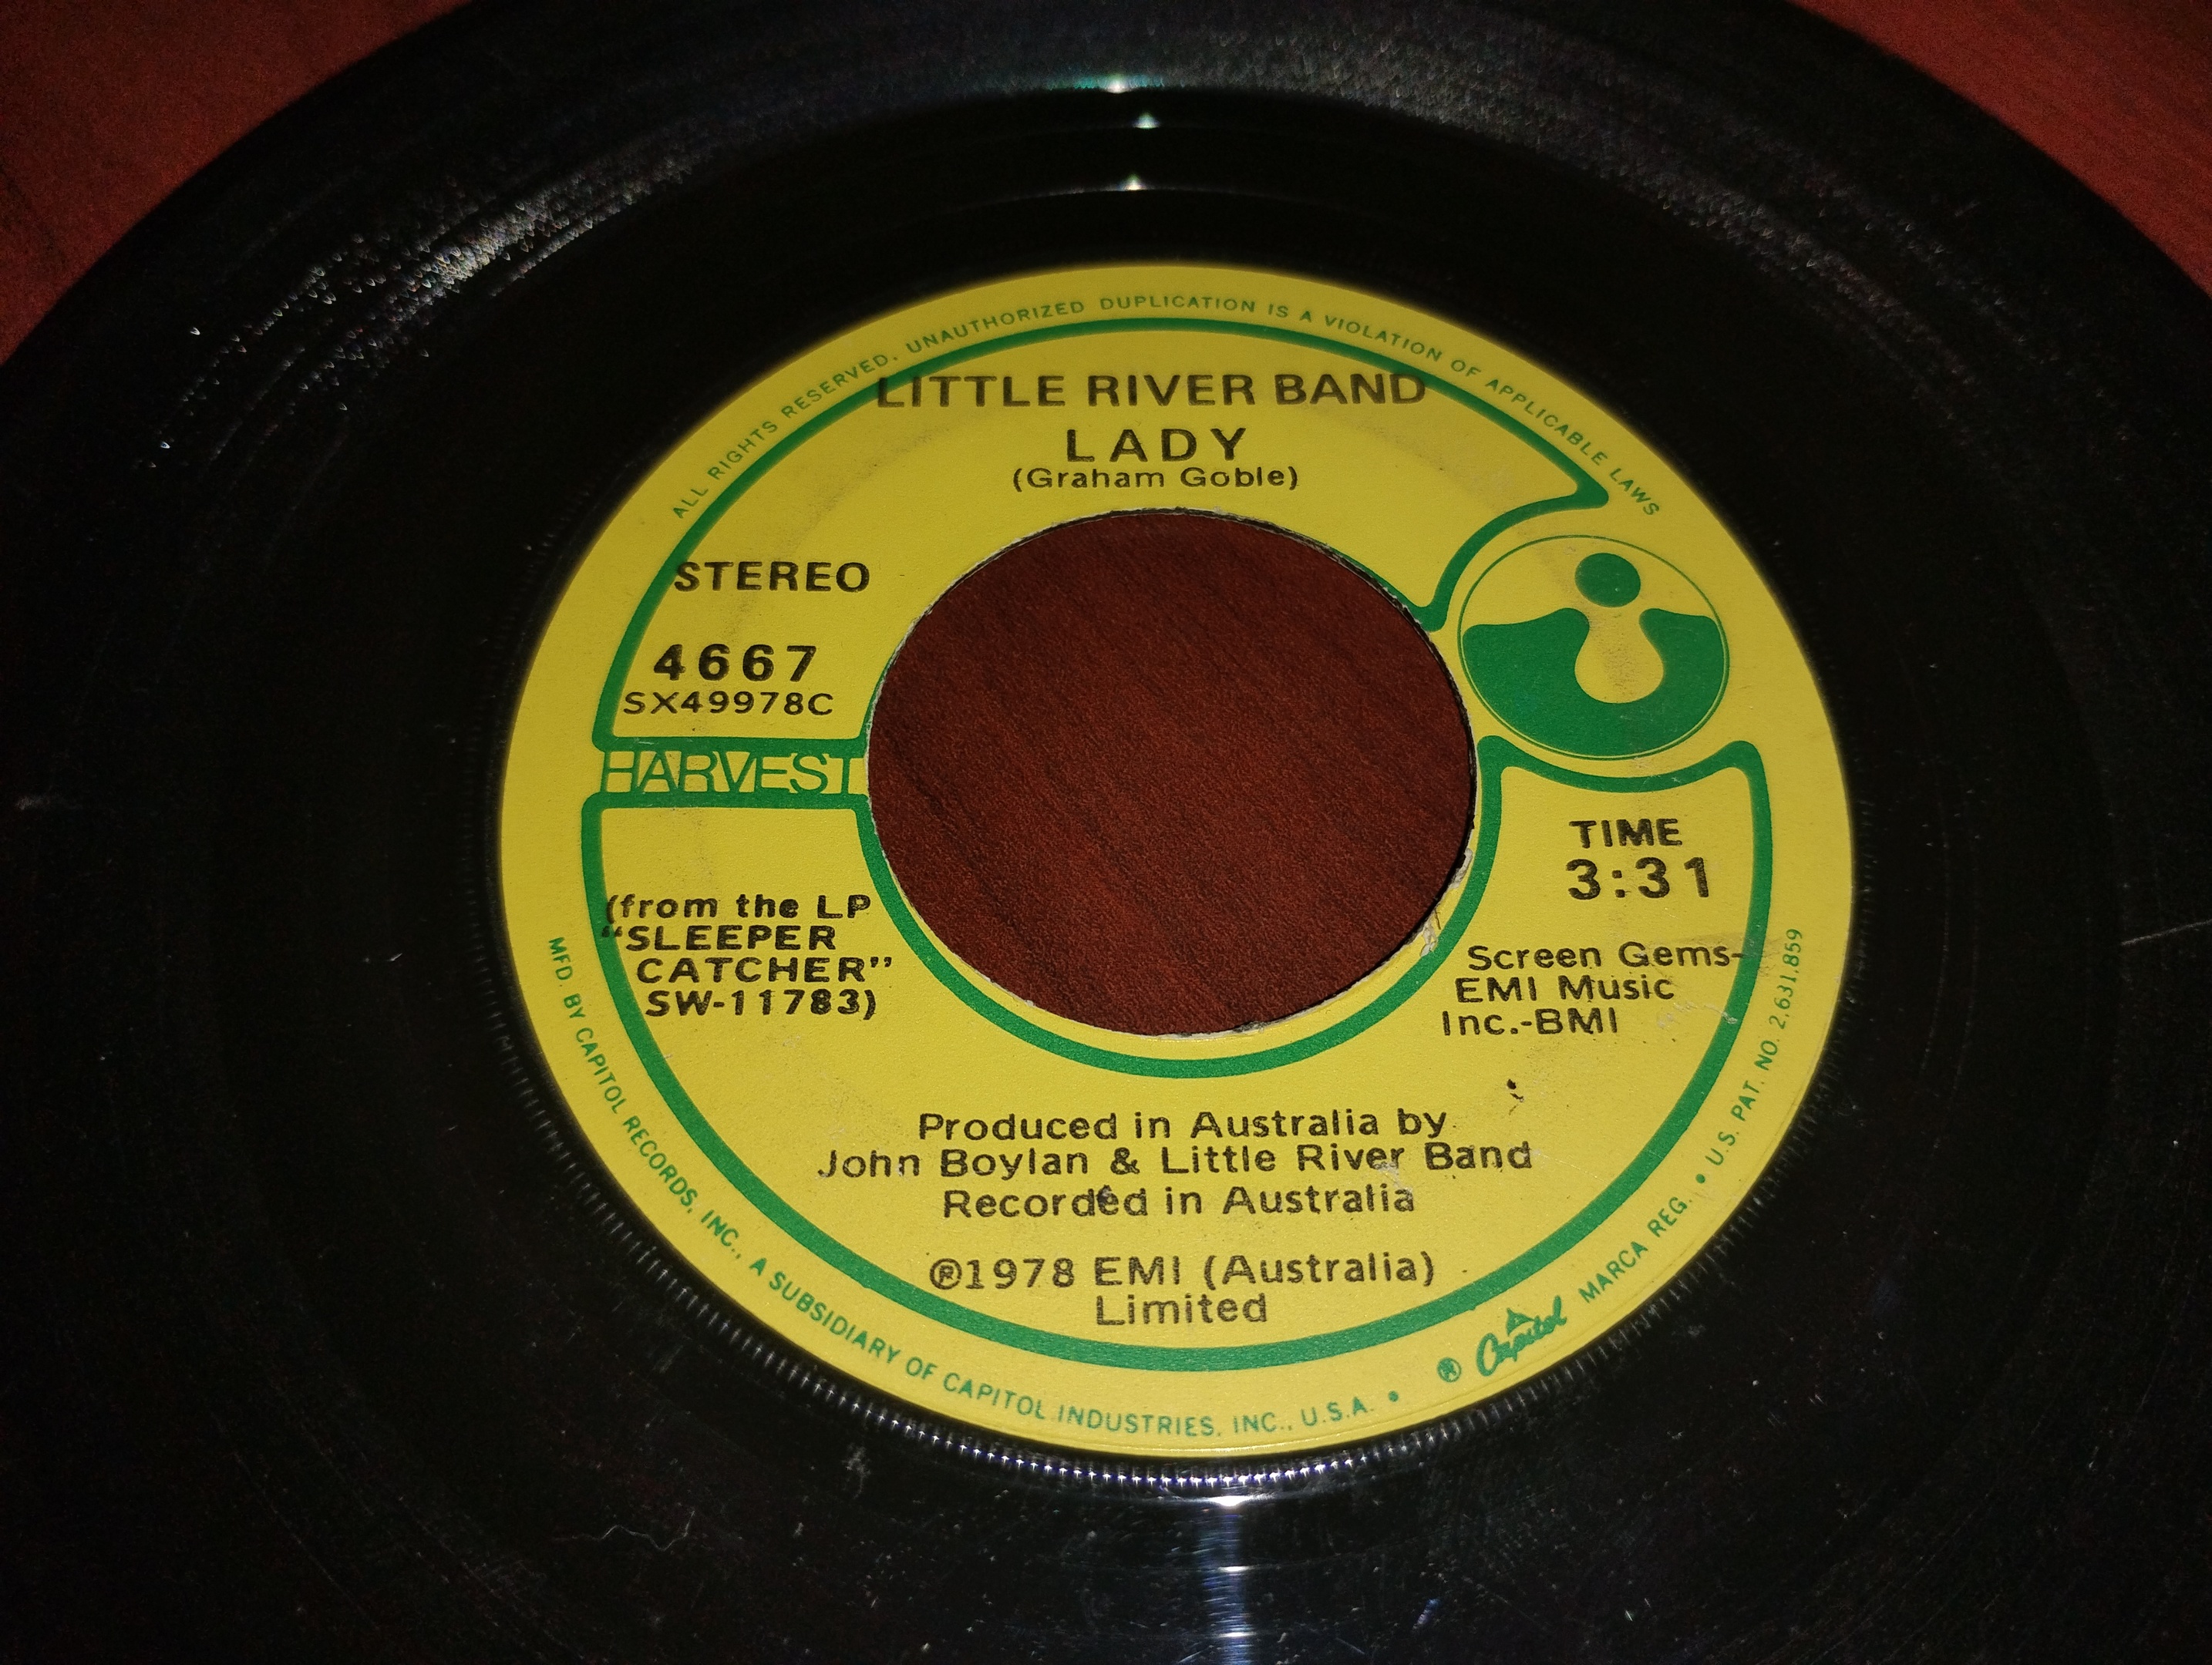 ALL RIGHTS RESERVED. UNAUTHORIZED DUPLICATION IS A VIOLATION OF APPLICABLE LAWS
LITTLE RIVER BAND
LADY
(Graham Goble)
STEREO
4667
SX49978C
HARVEST
TIME
3:31
(from the LP
"SLEEPER
CATCHER"
SW-11783)
Screen Gems-
EMI Music
Inc.-BMI
Produced in Australia by
John Boylan & Little River Band
Recorded in Australia
℗1978 EMI (Australia)
Limited
MFD. BY CAPITOL RECORDS, INC., A SUBSIDIARY OF CAPITOL INDUSTRIES, INC., U.S.A. • ® Capitol MARCA REG. • U.S. PAT. NO. 2,631,859